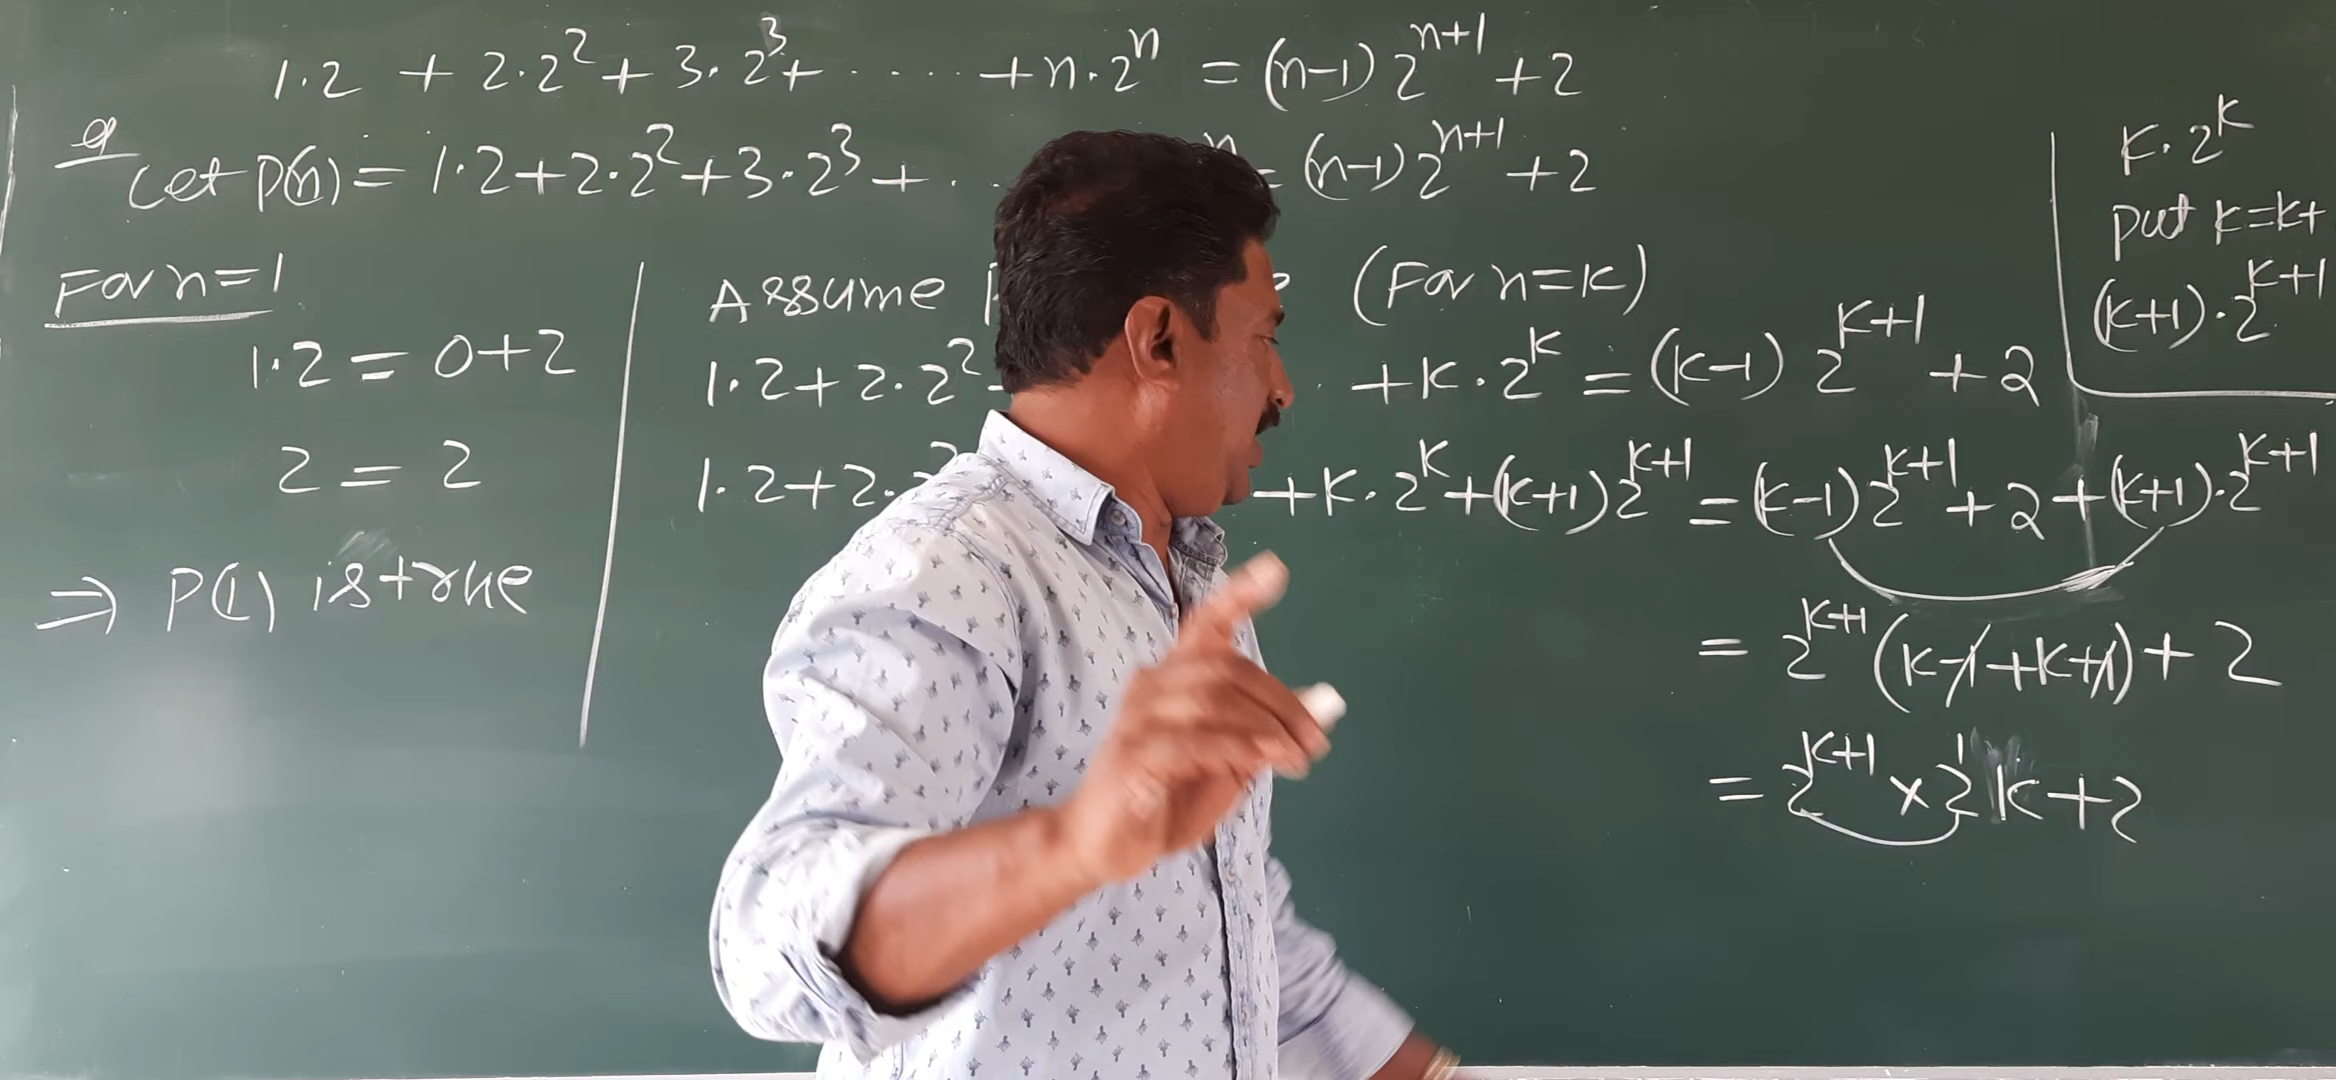 1·2 + 2·2² + 3·2³ + ····· + n·2ⁿ = (n-1) 2ⁿ⁺¹ + 2
Let P(n) = 1·2 + 2·2² + 3·2³ + ·· n = (n-1) 2ⁿ⁺¹ + 2
For n=1
1·2 = 0+2
2 = 2
⇒ P(1) is true
Assume (For n=k)
1·2 + 2·2² · + k·2ᵏ = (k-1) 2ᵏ⁺¹ + 2
1·2 + 2·2 + k·2ᵏ + (k+1) 2ᵏ⁺¹ = (k-1) 2ᵏ⁺¹ + 2 + (k+1)·2ᵏ⁺¹
= 2ᵏ⁺¹ (k-1+k+1) + 2
= 2ᵏ⁺¹ × 2¹ k + 2
k·2ᵏ
put k=k+
(k+1)·2ᵏ⁺¹